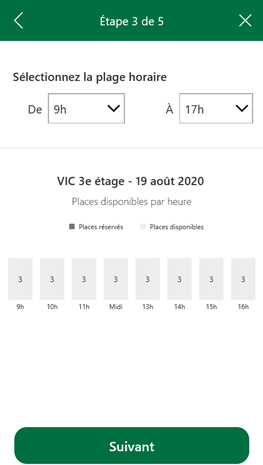 Étape 3 de 5
Sélectionnez la plage horaire
De 9h À 17h
VIC 3e étage - 19 août 2020
Places disponibles par heure
Places réservés Places disponibles
3 3 3 3 3 3 3 3
9h 10h 11h Midi 13h 14h 15h 16h
Suivant